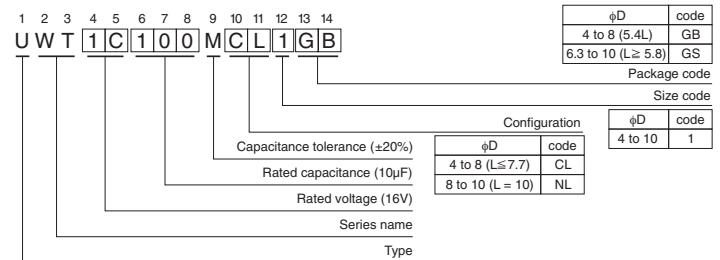 1 2 3 4 5 6 7 8 9 10 11 12 13 14
U W T 1 C 1 0 0 M C L 1 G B
ϕD code
4 to 8 (5.4L) GB
6.3 to 10 (L≧ 5.8) GS
Package code
Size code
ϕD code
4 to 10 1
Configuration
ϕD code
4 to 8 (L≦7.7) CL
8 to 10 (L = 10) NL
Capacitance tolerance (±20%)
Rated capacitance (10µF)
Rated voltage (16V)
Series name
Type